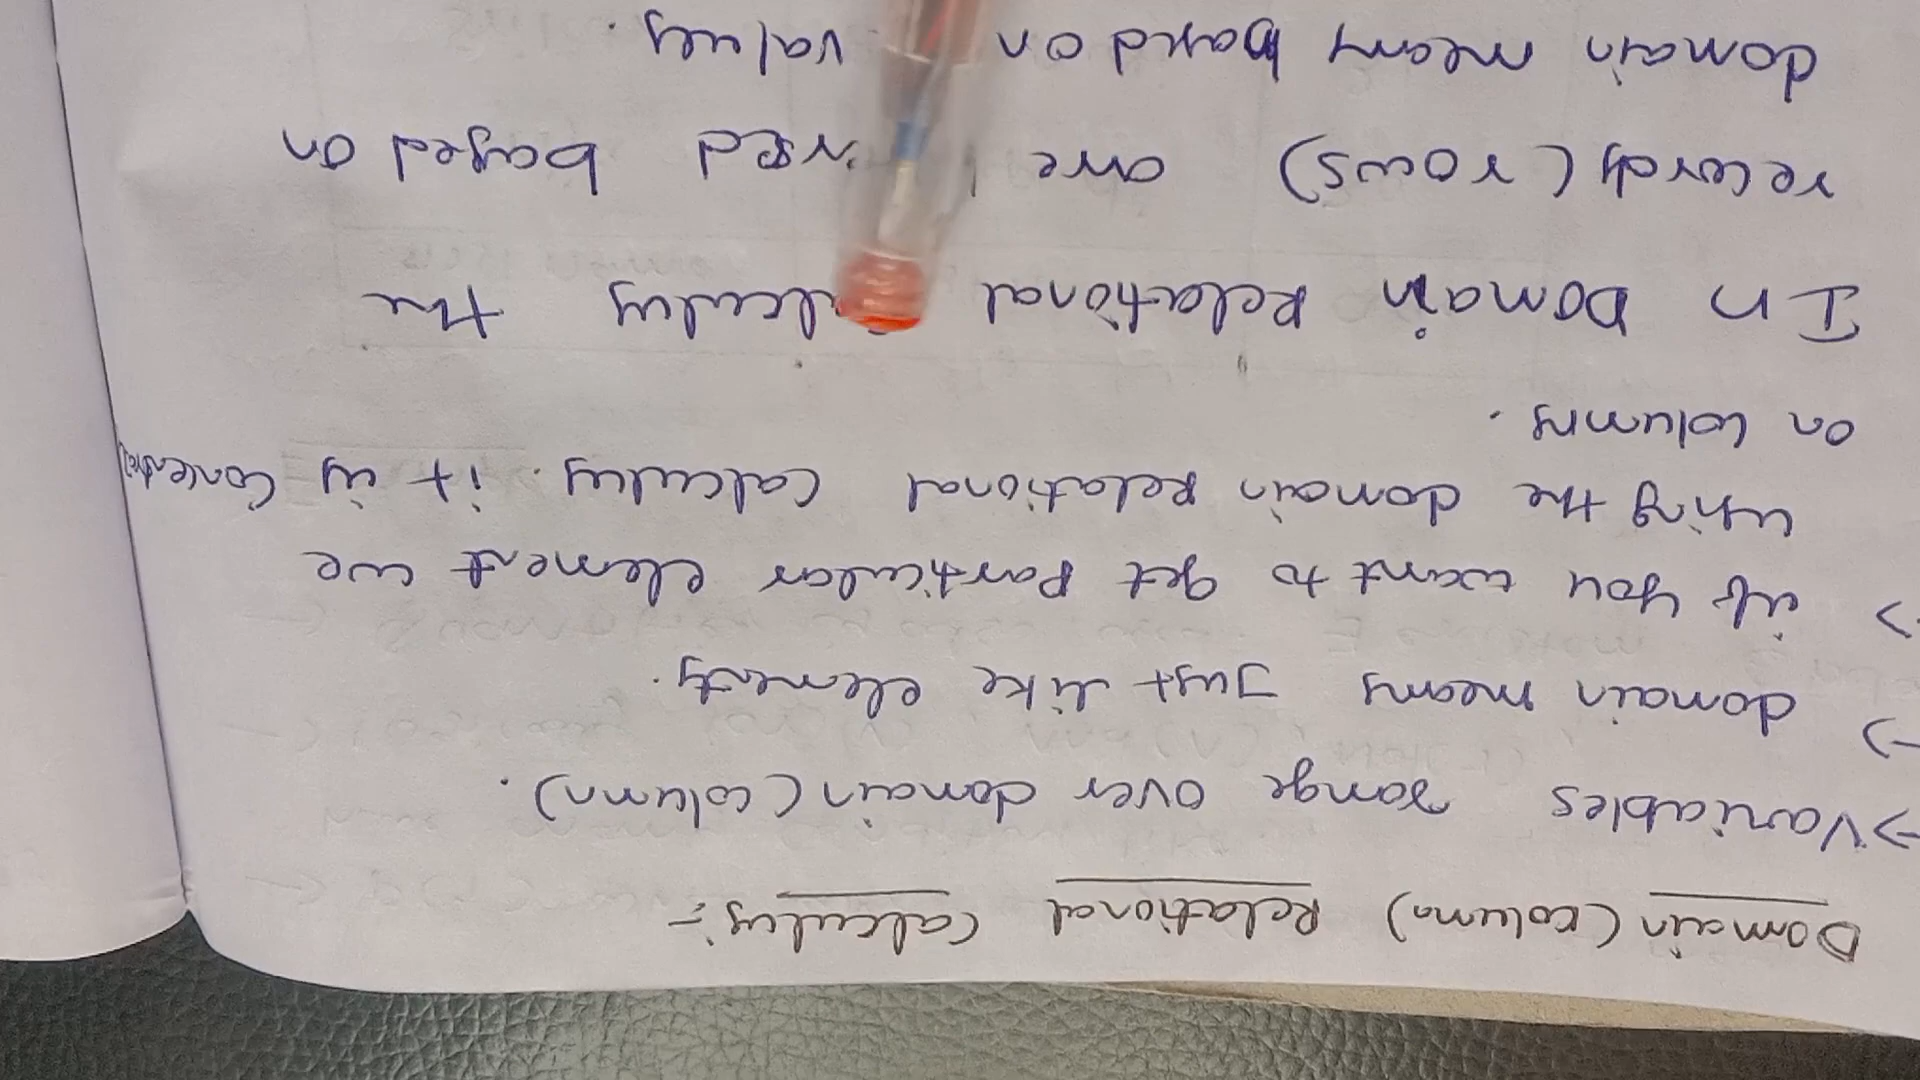 Domain (column) Relational calculus:-
→ Variables range over domain (column).
→ domain means Just like elements.
→ if you want to get Particular element we
using the domain Relational calculus. it is
on columns.
In Domain Relational calculus the
records (rows) are based on
domain means based on values.